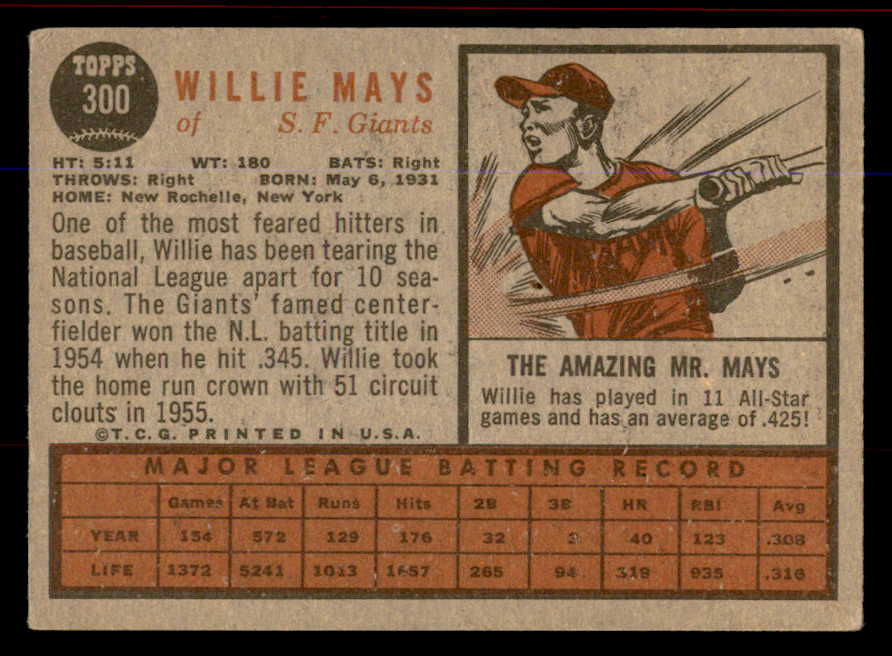 TOPPS
300
WILLIE MAYS
of S. F. Giants
HT: 5:11 WT: 180 BATS: Right
THROWS: Right BORN: May 6, 1931
HOME: New Rochelle, New York
One of the most feared hitters in
baseball, Willie has been tearing the
National League apart for 10 sea-
sons. The Giants' famed center-
fielder won the N.L. batting title in
1954 when he hit .345. Willie took
the home run crown with 51 circuit
clouts in 1955.
©T.C.G. PRINTED IN U.S.A.
THE AMAZING MR. MAYS
Willie has played in 11 All-Star
games and has an average of .425!
MAJOR LEAGUE BATTING RECORD
Games At Bat Runs Hits 2B 3B HR RBI Avg
YEAR 154 572 129 176 32 3 40 123 .308
LIFE 1372 5241 1013 1657 265 94 319 935 .316